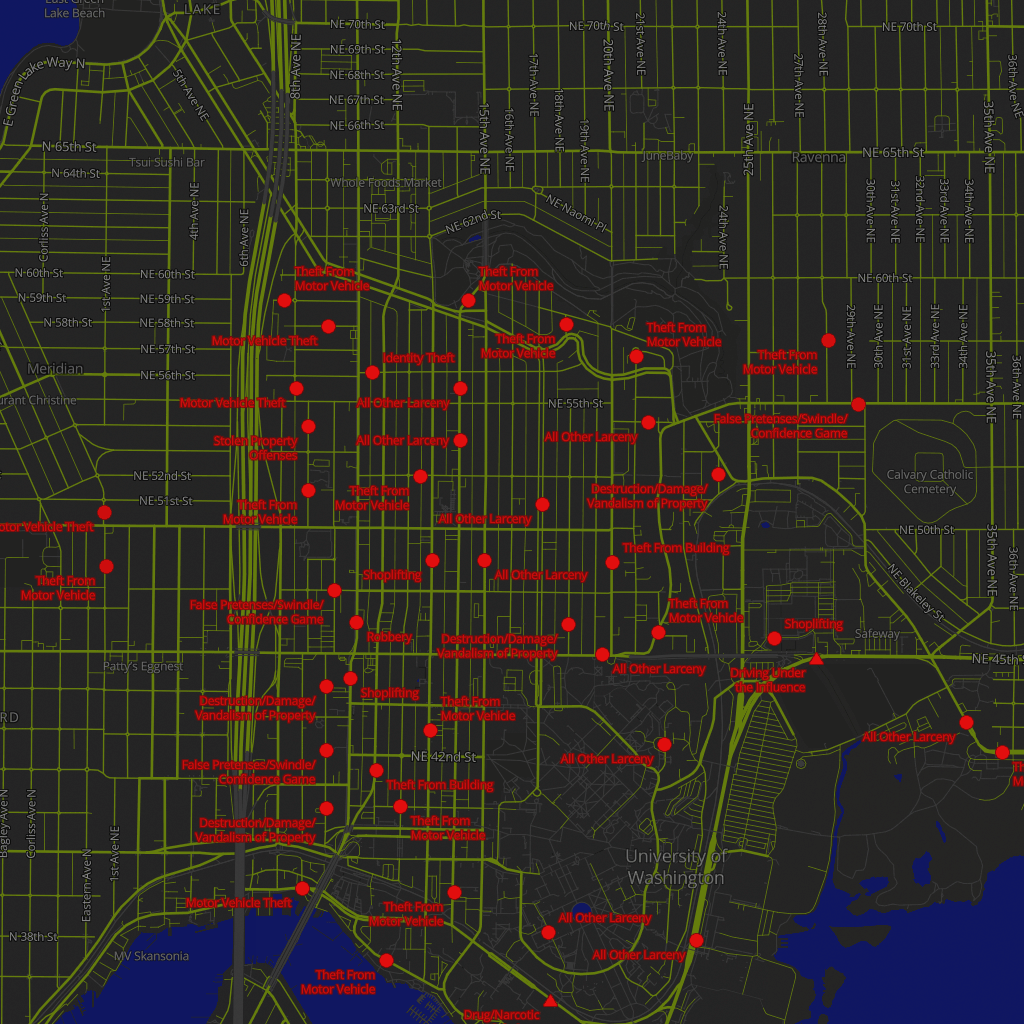 East Green
Lake Beach
LAKE
E Green Lake Way N
5th Ave NE
8th Ave NE
12th Ave NE
NE 70th St
NE 70th St
NE 70th St
NE 69th St
NE 68th St
NE 67th St
NE 66th St
15th Ave NE
16th Ave NE
17th Ave NE
18th Ave NE
19th Ave NE
20th Ave NE
21st Ave NE
24th Ave NE
25th Ave NE
27th Ave NE
28th Ave NE
35th Ave NE
36th Ave NE
N 65th St
Tsui Sushi Bar
JuneBaby
Ravenna
NE 65th St
N 64th St
Whole Foods Market
Corliss Ave N
4th Ave NE
6th Ave NE
NE 63rd St
NE 62nd St
NE Naomi Pl
24th Ave NE
30th Ave NE
31st Ave NE
32nd Ave NE
33rd Ave NE
34th Ave NE
N 60th St
1st Ave NE
NE 60th St
NE 60th St
N 59th St
NE 59th St
N 58th St
NE 58th St
NE 57th St
Theft From
Motor Vehicle
Theft From
Motor Vehicle
Motor Vehicle Theft
Theft From
Motor Vehicle
Theft From
Motor Vehicle
Theft From
Motor Vehicle
29th Ave NE
30th Ave NE
31st Ave NE
33rd Ave NE
34th Ave NE
35th Ave NE
36th Ave NE
Meridian
NE 56th St
Identity Theft
urant Christine
Motor Vehicle Theft
All Other Larceny
NE 55th St
False Pretenses/Swindle/
Confidence Game
Stolen Property
Offenses
All Other Larceny
All Other Larceny
NE 52nd St
Calvary Catholic
Cemetery
NE 51st St
Theft From
Motor Vehicle
Theft From
Motor Vehicle
Destruction/Damage/
Vandalism of Property
All Other Larceny
otor Vehicle Theft
NE 50th St
35th Ave NE
36th Ave NE
Theft From Building
Theft From
Motor Vehicle
Shoplifting
All Other Larceny
NE Blakeley St
False Pretenses/Swindle/
Confidence Game
Theft From
Motor Vehicle
Shoplifting
Robbery
Destruction/Damage/
Vandalism of Property
Safeway
NE 45th
Patty's Eggnest
All Other Larceny
Driving Under
the Influence
Shoplifting
Destruction/Damage/
Vandalism of Property
Theft From
Motor Vehicle
RD
All Other Larceny
NE 42nd St
All Other Larceny
False Pretenses/Swindle/
Confidence Game
Theft From Building
Th
M
Bagley Ave N
Corliss Ave N
Destruction/Damage/
Vandalism of Property
Theft From
Motor Vehicle
1st Ave NE
Eastern Ave N
University of
Washington
Motor Vehicle Theft
Theft From
Motor Vehicle
All Other Larceny
N 38th St
MV Skansonia
All Other Larceny
Theft From
Motor Vehicle
Drug/Narcotic